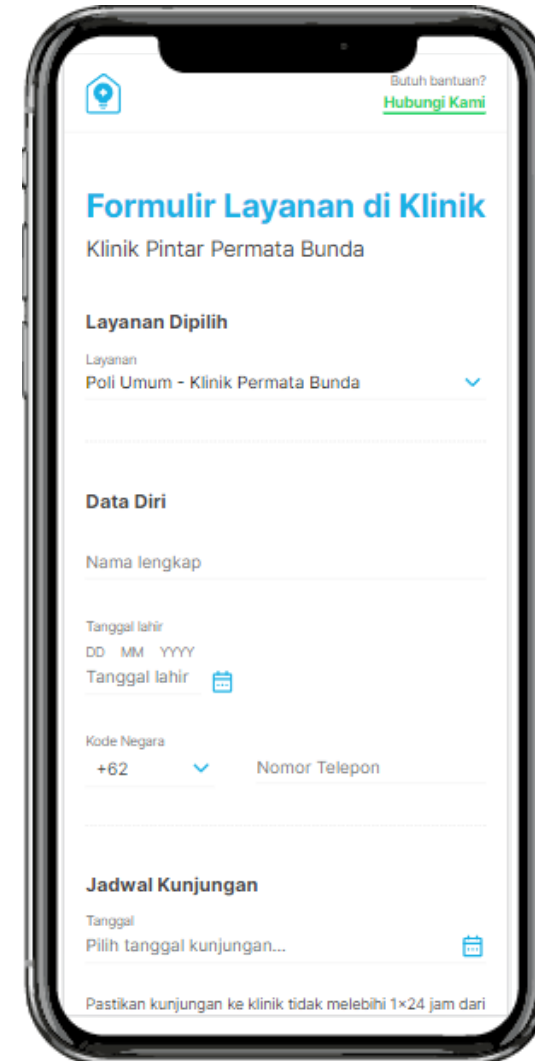 Butuh bantuan?
Hubungi Kami
Formulir Layanan di Klinik
Klinik Pintar Permata Bunda
Layanan Dipilih
Layanan
Poli Umum - Klinik Permata Bunda
Data Diri
Nama lengkap
Tanggal lahir
DD MM YYYY
Tanggal lahir
Kode Negara
+62 Nomor Telepon
Jadwal Kunjungan
Tanggal
Pilih tanggal kunjungan...
Pastikan kunjungan ke klinik tidak melebihi 1×24 jam dari